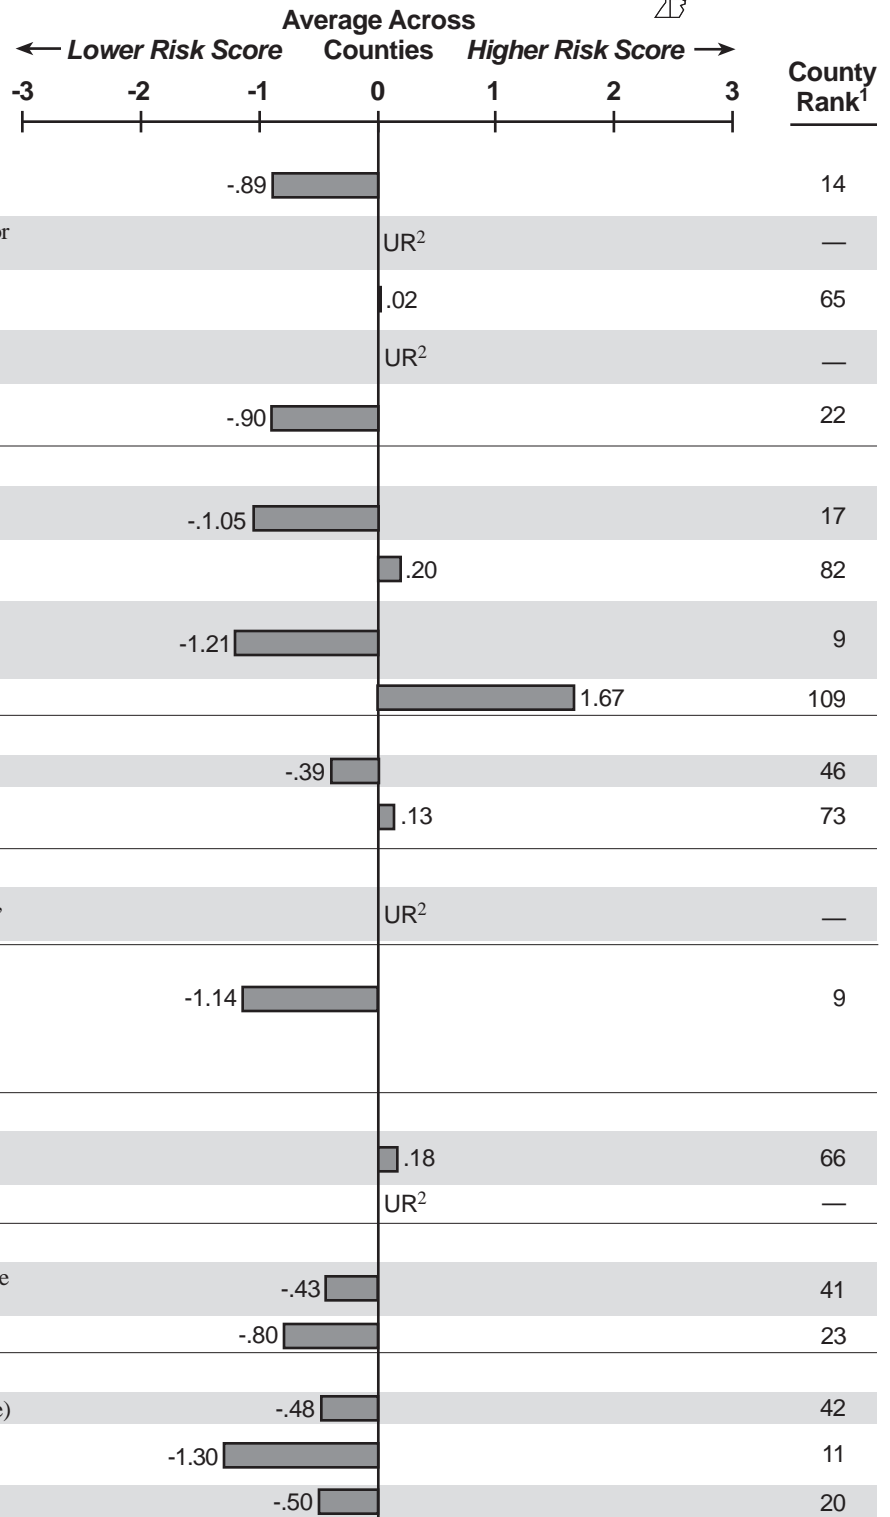 Average Across
← Lower Risk Score Counties Higher Risk Score →
County
Rank1
-3 -2 -1 0 1 2 3
-.89 14
or
UR2 —
.02 65
UR2 —
-.90 22
-.1.05 17
.20 82
-1.21 9
1.67 109
-.39 46
.13 73
, UR2 —
-1.14 9
.18 66
UR2 —
e
-.43 41
-.80 23
e) -.48 42
-1.30 11
-.50 20